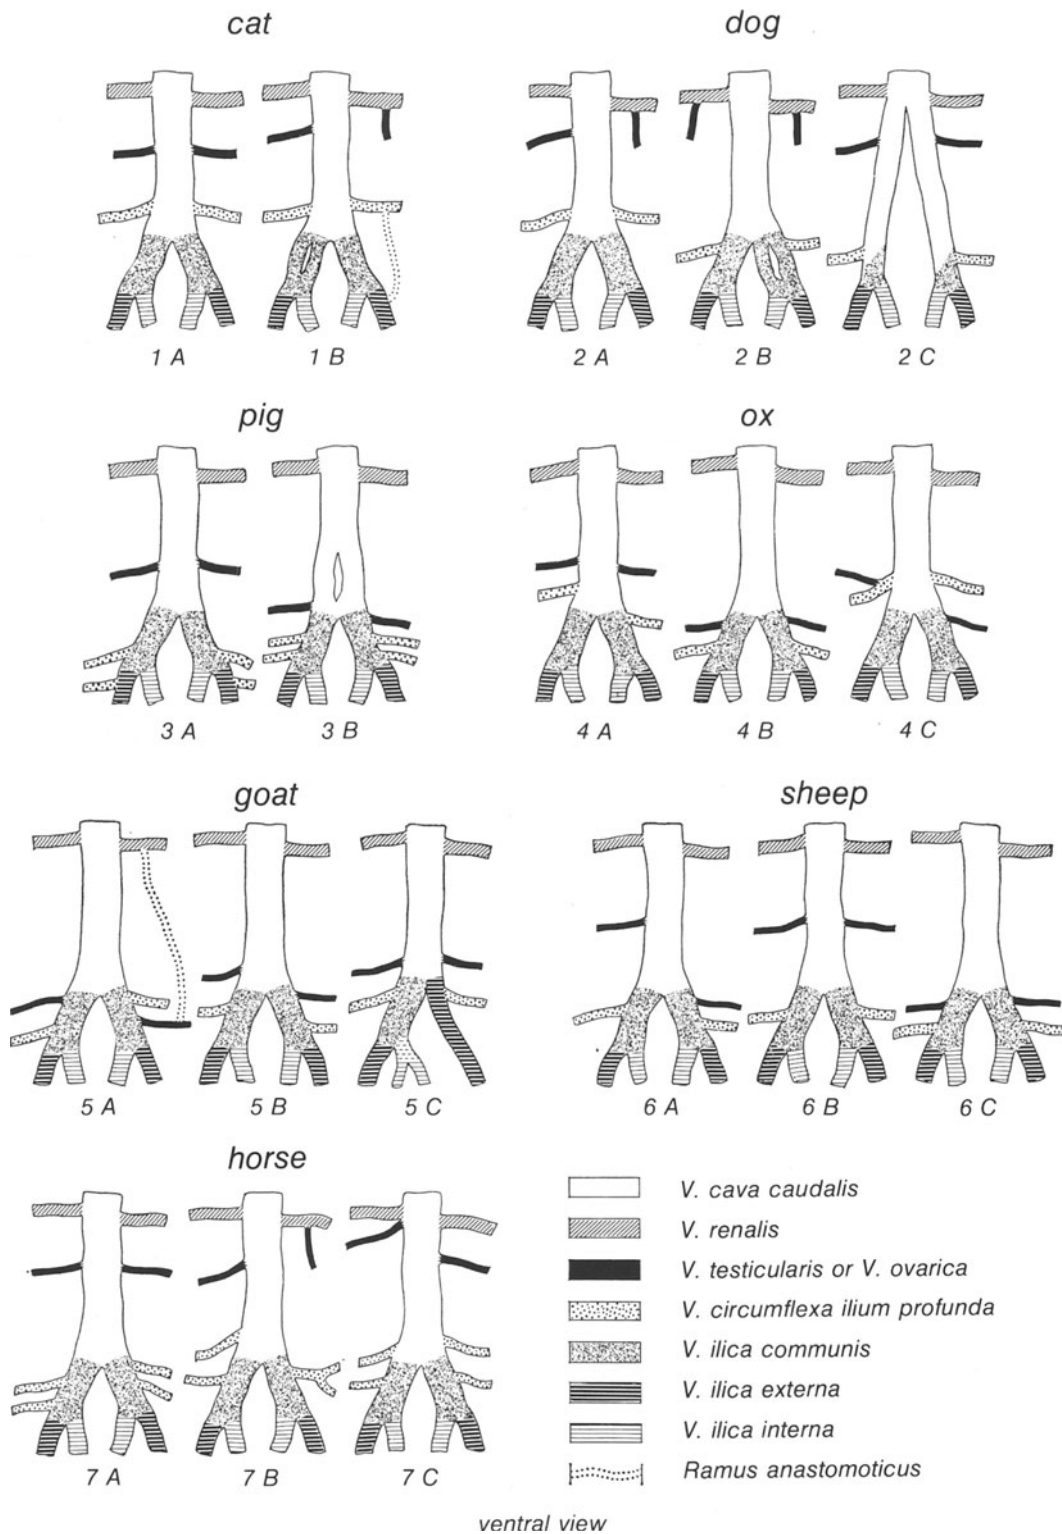 cat
dog
1 A
1 B
2 A
2 B
2 C
pig
ox
3 A
3 B
4 A
4 B
4 C
goat
sheep
5 A
5 B
5 C
6 A
6 B
6 C
horse
V. cava caudalis
V. renalis
V. testicularis or V. ovarica
V. circumflexa ilium profunda
V. ilica communis
V. ilica externa
V. ilica interna
Ramus anastomoticus
7 A
7 B
7 C
ventral view